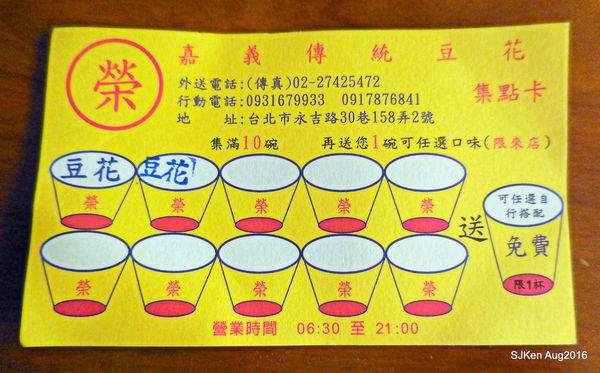 榮
嘉義傳統豆花
外送電話:(傳真)02-27425472
行動電話:0931679933 0917876841
集點卡
地 址:台北市永吉路30巷158弄2號
集滿10碗 再送您1碗可任選口味(限來店)
豆花 豆花
榮 榮 榮 榮 榮
可任選自
行搭配
送 免費
限1杯
榮 榮 榮 榮 榮
營業時間 06:30 至 21:00
SJKen Aug2016